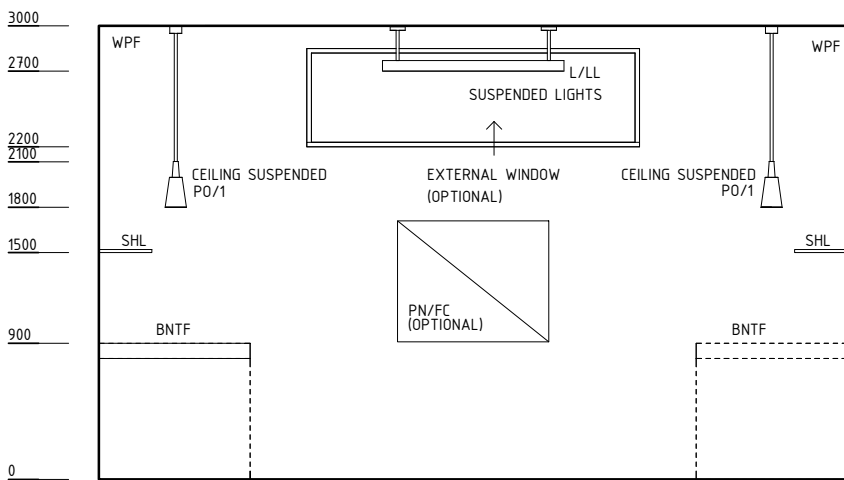 3000
WPF
WPF
2700
L/LL
SUSPENDED LIGHTS
2200
2100
CEILING SUSPENDED
PO/1
EXTERNAL WINDOW
(OPTIONAL)
CEILING SUSPENDED
PO/1
1800
SHL
SHL
1500
PN/FC
(OPTIONAL)
BNTF
BNTF
900
0